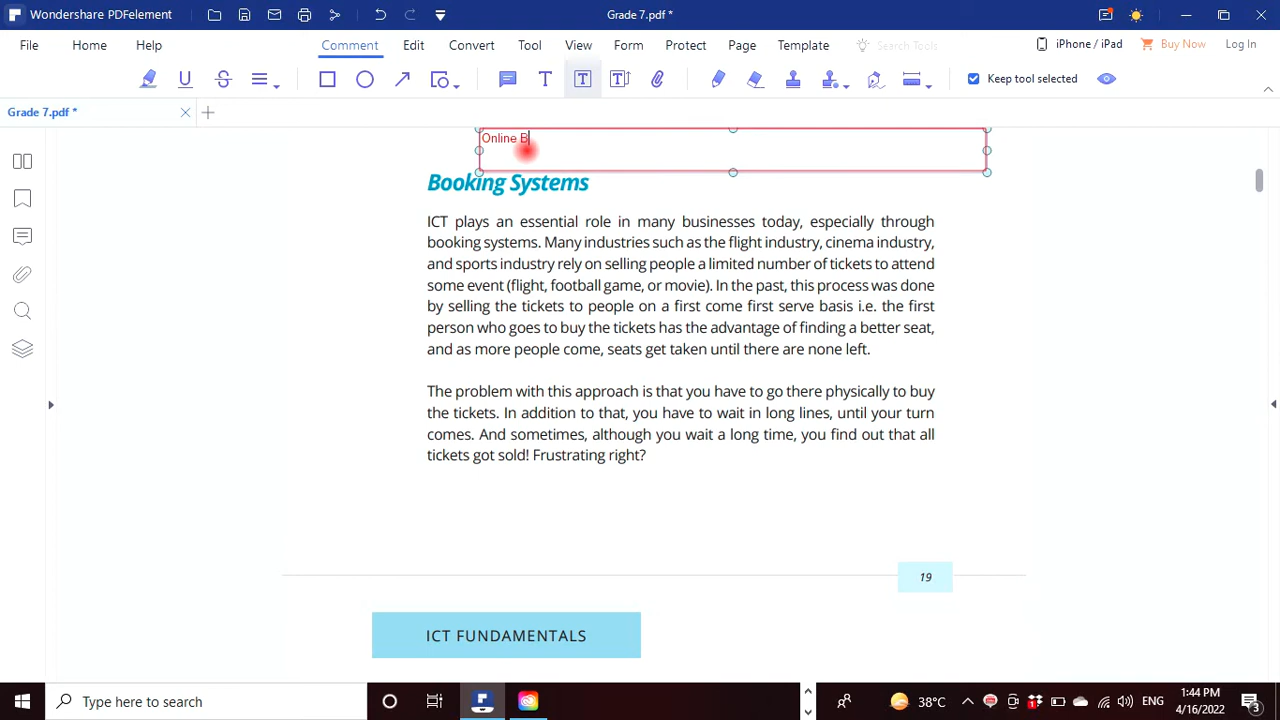 Wondershare PDFelement
Grade 7.pdf *
File Home Help Comment Edit Convert Tool View Form Protect Page Template Search Tools iPhone / iPad Buy Now Log In
Keep tool selected
Grade 7.pdf *
Online B
Booking Systems
ICT plays an essential role in many businesses today, especially through
booking systems. Many industries such as the flight industry, cinema industry,
and sports industry rely on selling people a limited number of tickets to attend
some event (flight, football game, or movie). In the past, this process was done
by selling the tickets to people on a first come first serve basis i.e. the first
person who goes to buy the tickets has the advantage of finding a better seat,
and as more people come, seats get taken until there are none left.
The problem with this approach is that you have to go there physically to buy
the tickets. In addition to that, you have to wait in long lines, until your turn
comes. And sometimes, although you wait a long time, you find out that all
tickets got sold! Frustrating right?
19
ICT FUNDAMENTALS
Type here to search
38°C
ENG
1:44 PM
4/16/2022
3